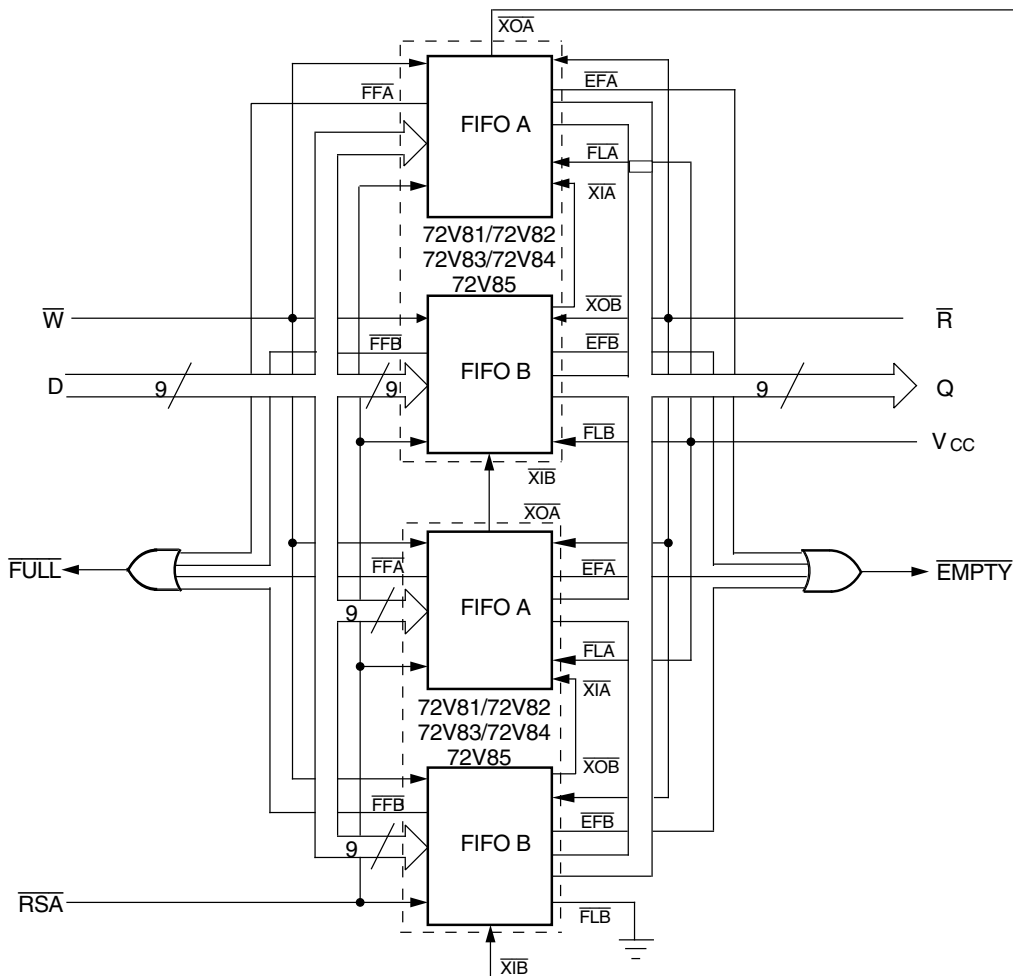 XOA
FFA
EFA
FIFO A
FLA
XIA
72V81/72V82
72V83/72V84
72V85
W
XOB
R
FFB
EFB
D
9
9
FIFO B
9
Q
FLB
VCC
XIB
XOA
FULL
FFA
EFA
EMPTY
9
FIFO A
FLA
XIA
72V81/72V82
72V83/72V84
72V85
XOB
FFB
EFB
9
FIFO B
RSA
FLB
XIB